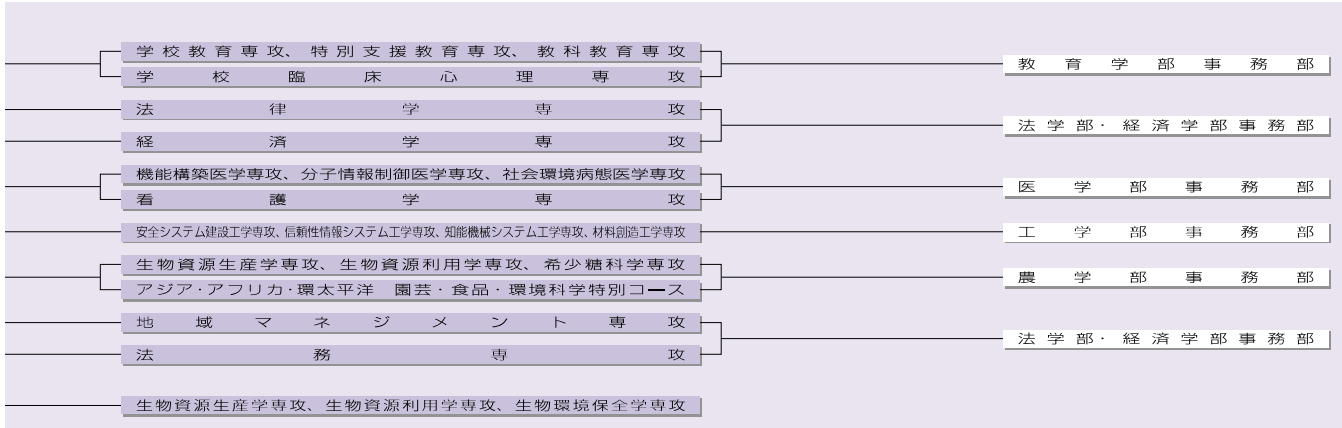 学校教育専攻、特別支援教育専攻、教科教育専攻
学校臨床心理専攻
教育学部事務部
法律学専攻
経済学専攻
法学部・経済学部事務部
機能構築医学専攻、分子情報制御医学専攻、社会環境病態医学専攻
看護学専攻
医学部事務部
安全システム建設工学専攻、信頼性情報システム工学専攻、知能機械システム工学専攻、材料創造工学専攻
工学部事務部
生物資源生産学専攻、生物資源利用学専攻、希少糖科学専攻
アジア・アフリカ・環太平洋 園芸・食品・環境科学特別コース
農学部事務部
地域マネジメント専攻
法務専攻
法学部・経済学部事務部
生物資源生産学専攻、生物資源利用学専攻、生物環境保全学専攻